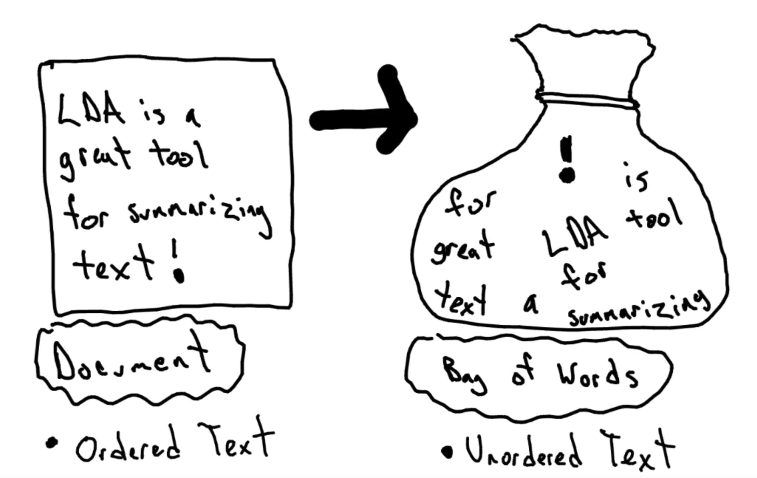 LDA is a
great tool
for summarizing
text!
Document
• Ordered Text
! is
for
LDA tool
great
for
text a summarizing
Bag of Words
• Unordered Text